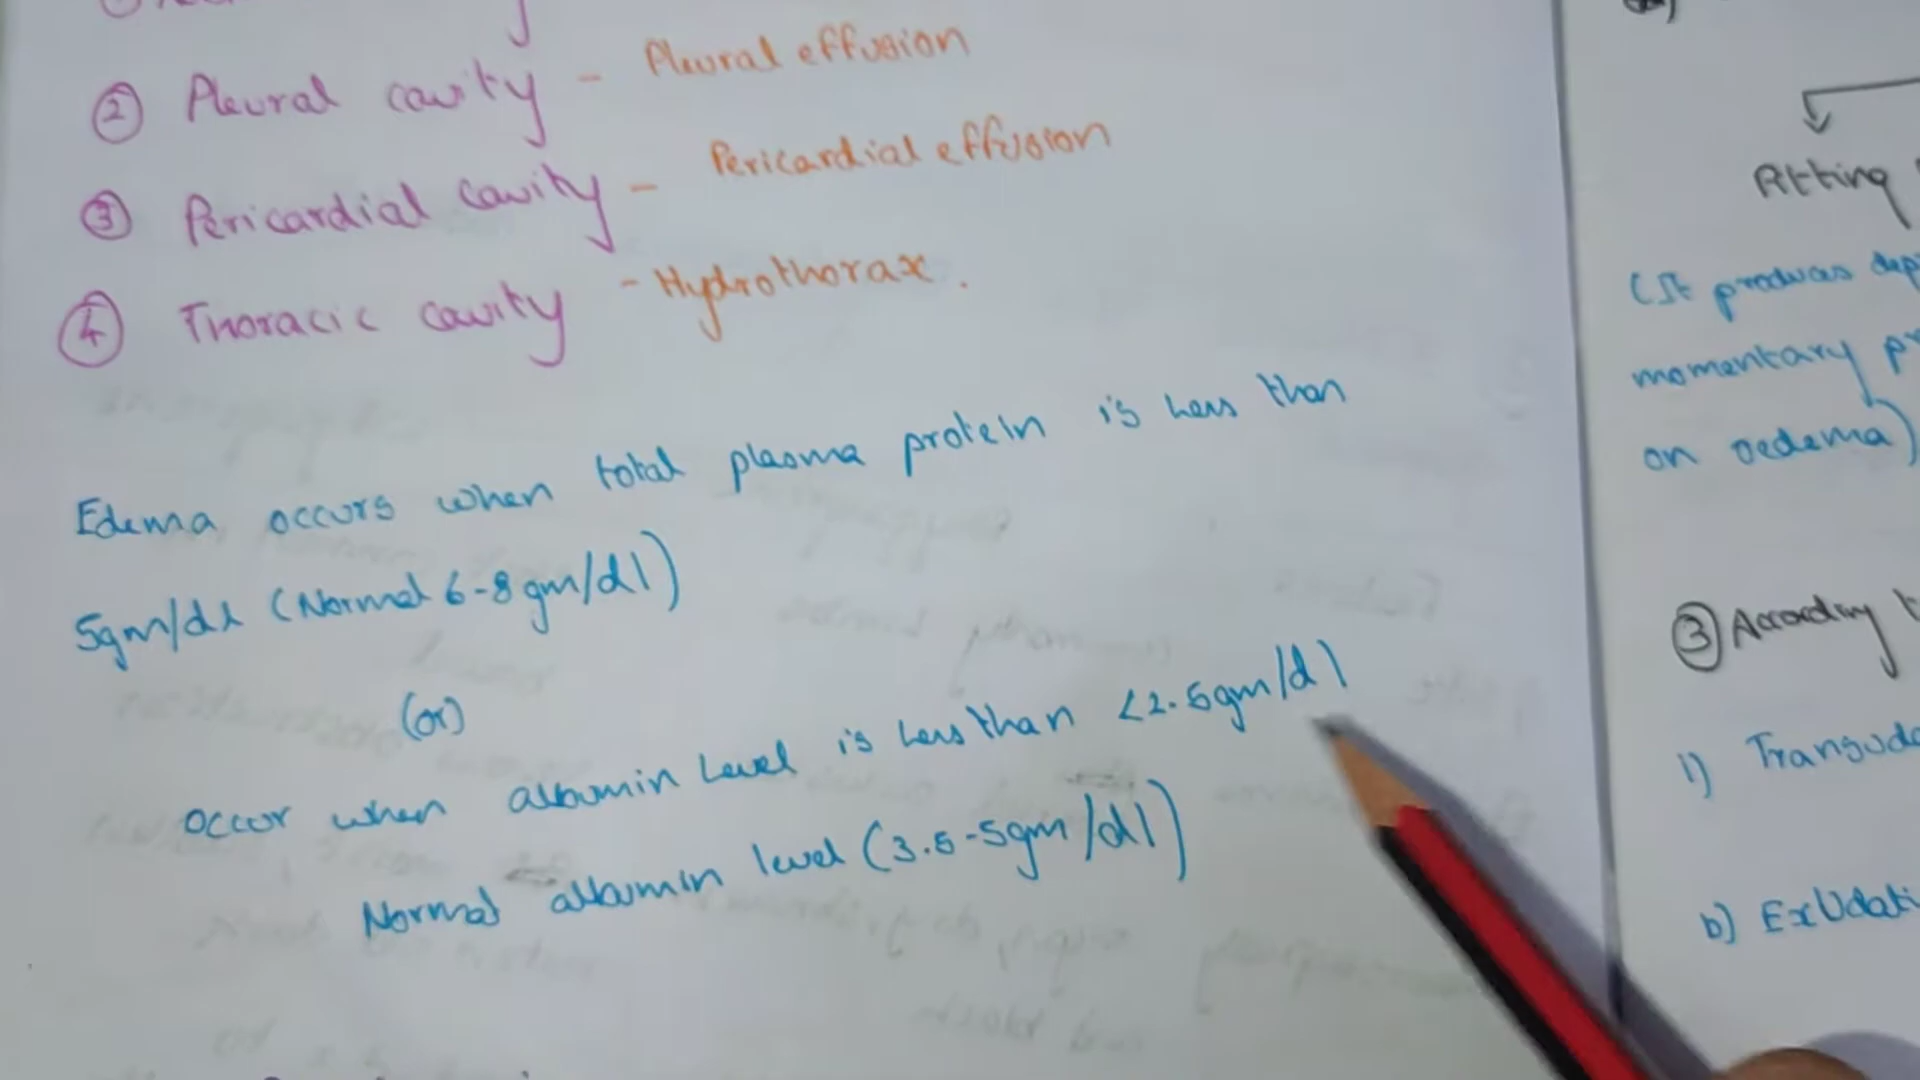 ② Pleural cavity - Pleural effusion
③ Pericardial cavity - Pericardial effusion
④ Thoracic cavity - Hydrothorax.
Edema occurs when total plasma protein is less than
5gm/dl (Normal 6-8 gm/dl)
(or)
occur when albumin level is less than <2.5gm/dl
Normal albumin level (3.5-5gm/dl)
Pitting
(It produces dep
momentary pr
on oedema)
③ According t
1) Transuda
b) ExUdati